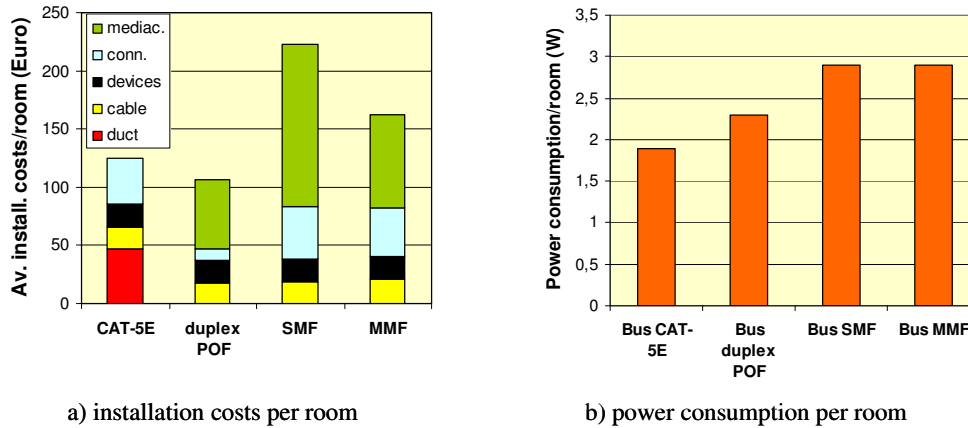 Av. install. costs/room (Euro)
250
200
150
100
50
0
mediac.
conn.
devices
cable
duct
CAT-5E
duplex
POF
SMF
MMF
a) installation costs per room
Power consumption/room (W)
3,5
3
2,5
2
1,5
1
0,5
0
Bus CAT-
5E
Bus
duplex
POF
Bus SMF
Bus MMF
b) power consumption per room